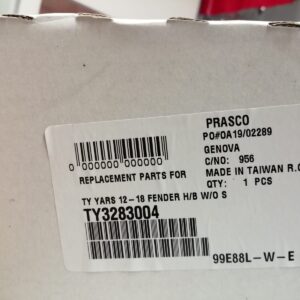 PRASCO
PO#OA19/02289
GENOVA
C/NO: 956
MADE IN TAIWAN R.O
QTY: 1 PCS
0 000000 000000
REPLACEMENT PARTS FOR
TY YARS 12-18 FENDER H/B W/O S
TY3283004
99E88L-W-E